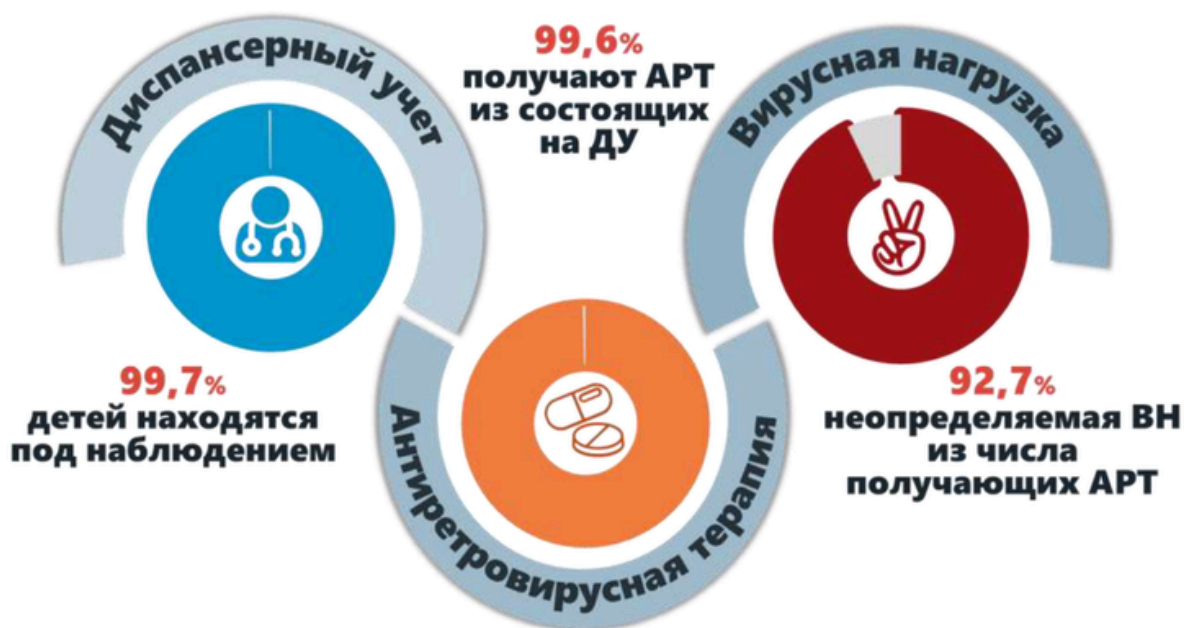 Диспансерный учет
99,7%
детей находятся
под наблюдением
99,6%
получают АРТ
из состоящих
на ДУ
Антиретровирусная терапия
Вирусная нагрузка
92,7%
неопределяемая ВН
из числа
получающих АРТ